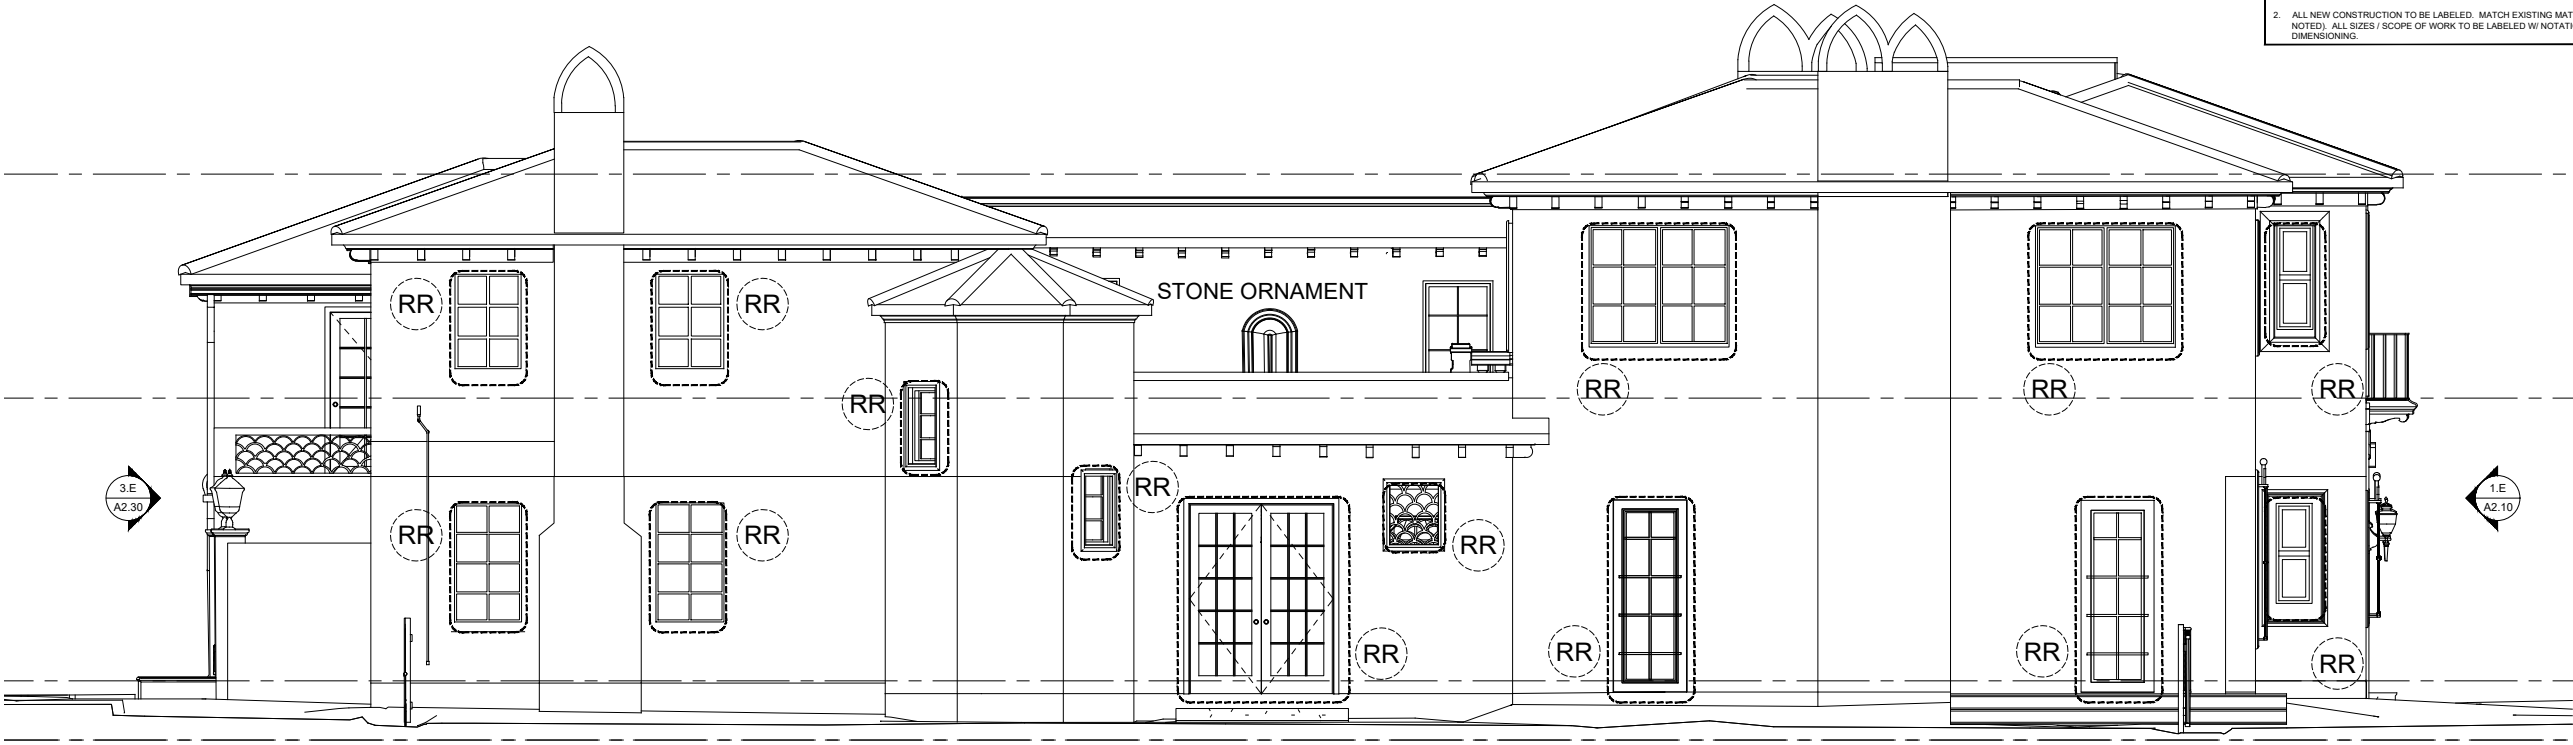 2. ALL NEW CONSTRUCTION TO BE LABELED. MATCH EXISTING MAT
NOTED). ALL SIZES / SCOPE OF WORK TO BE LABELED W/ NOTATI
DIMENSIONING.
STONE ORNAMENT
RR
RR
RR
RR
RR
RR
RR
3.E
A2.30
RR
1.E
A2.10
RR
RR
RR
RR
RR
RR
RR